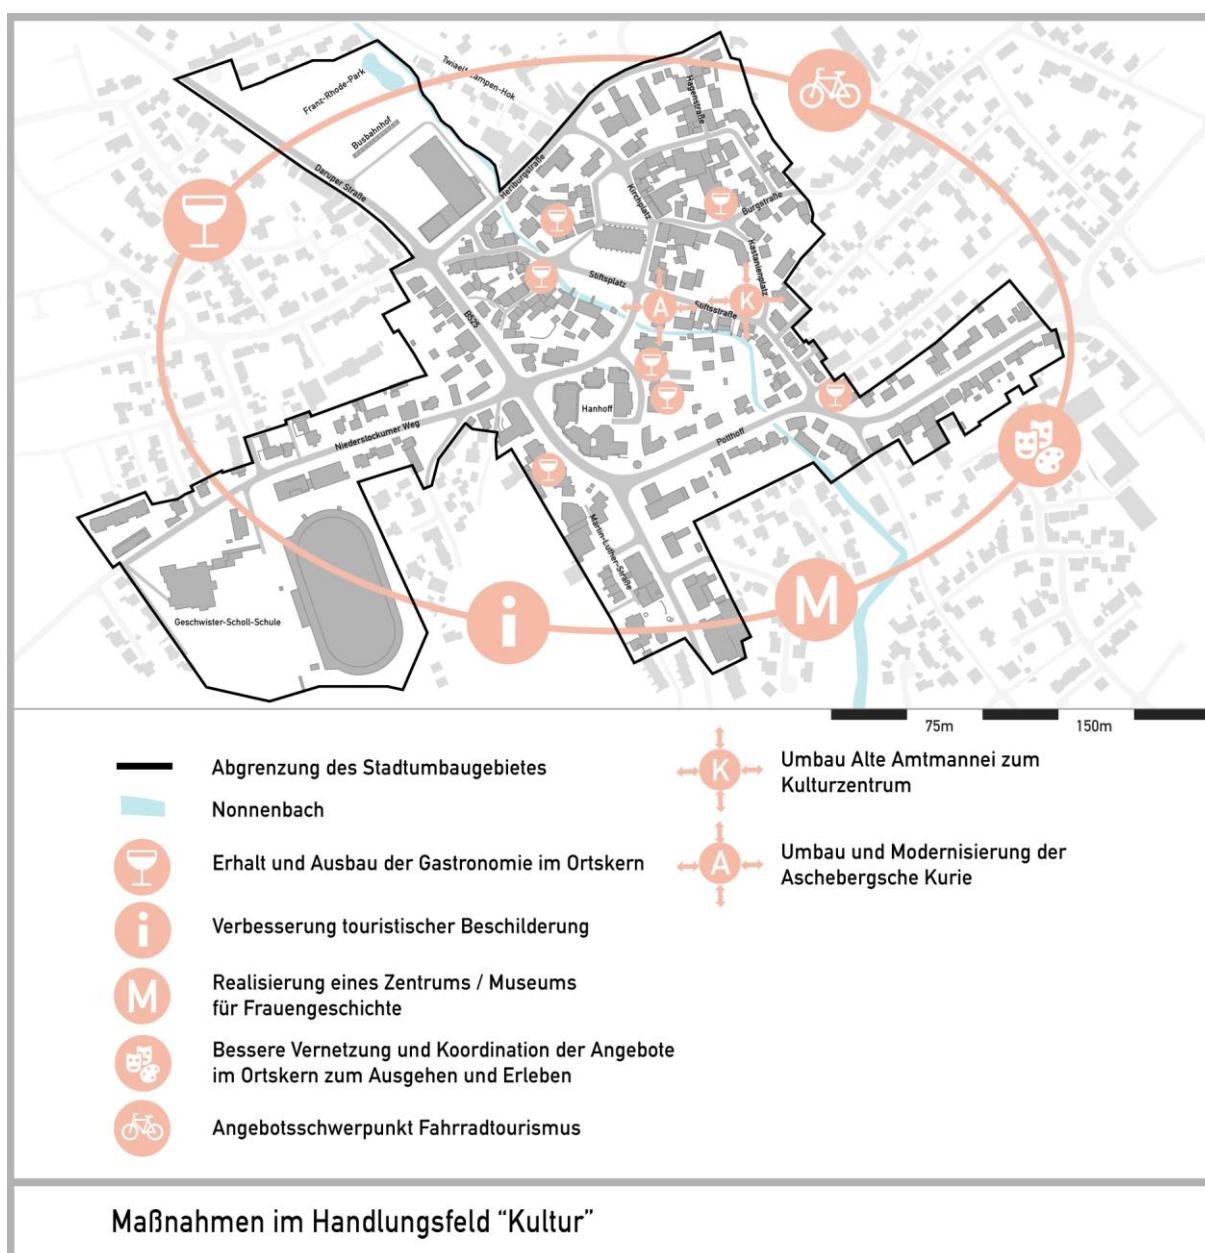 Twiaelf-Lampen-Hok
Franz-Rhode-Park
Busbahnhof
Daruper Straße
Hagenstraße
Heriburgstraße
Kirchplatz
Burgstraße
Kastanienplatz
Stiftsplatz
Stiftsstraße
A
K
B525
Hanhoff
Niederstockumer Weg
Potthoff
Martin-Luther-Straße
Geschwister-Scholl-Schule
i
M
75m
150m
Abgrenzung des Stadtumbaugebietes
Nonnenbach
Erhalt und Ausbau der Gastronomie im Ortskern
i
Verbesserung touristischer Beschilderung
M
Realisierung eines Zentrums / Museums
für Frauengeschichte
Bessere Vernetzung und Koordination der Angebote
im Ortskern zum Ausgehen und Erleben
Angebotsschwerpunkt Fahrradtourismus
K
Umbau Alte Amtmannei zum
Kulturzentrum
A
Umbau und Modernisierung der
Aschebergsche Kurie
Maßnahmen im Handlungsfeld “Kultur”